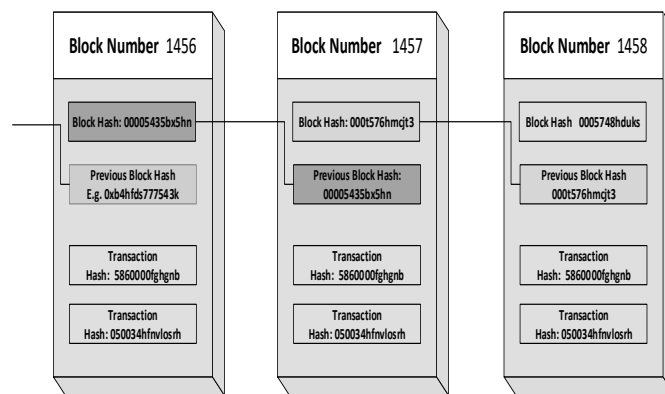 Block Number 1456
Block Hash: 00005435bx5hn
Previous Block Hash
E.g. 0xb4hfds777543k
Transaction
Hash: 5860000fghgnb
Transaction
Hash: 050034hfnvlosrh
Block Number 1457
Block Hash: 000t576hmcjt3
Previous Block Hash:
00005435bx5hn
Transaction
Hash: 5860000fghgnb
Transaction
Hash: 050034hfnvlosrh
Block Number 1458
Block Hash 0005748hduks
Previous Block Hash
000t576hmcjt3
Transaction
Hash: 5860000fghgnb
Transaction
Hash: 050034hfnvlosrh